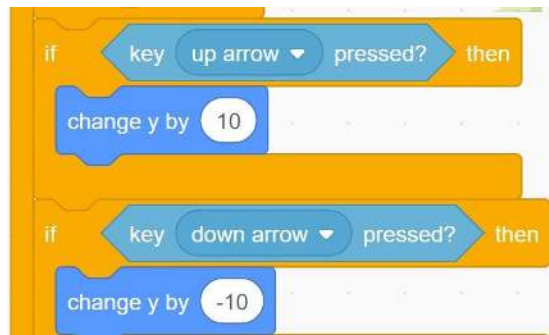 if key up arrow pressed? then
change y by 10
if key down arrow pressed? then
change y by -10